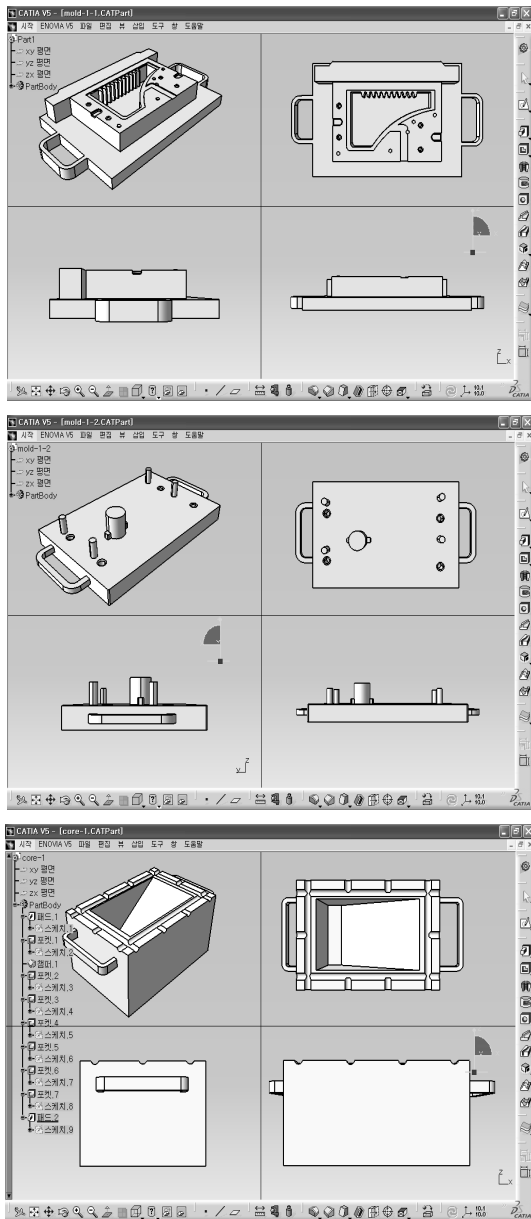 CATIA V5 - [mold-1-1.CATPart]
시작 ENOVIA V5 파일 편집 뷰 삽입 도구 창 도움말
Part1
xy 평면
yz 평면
zx 평면
PartBody
z
x
CATIA
CATIA V5 - [mold-1-2.CATPart]
시작 ENOVIA V5 파일 편집 뷰 삽입 도구 창 도움말
mold-1-2
xy 평면
yz 평면
zx 평면
PartBody
z
y
CATIA
CATIA V5 - [core-1.CATPart]
시작 ENOVIA V5 파일 편집 뷰 삽입 도구 창 도움말
core-1
xy 평면
yz 평면
zx 평면
PartBody
패드.1
스케치.1
포켓.1
스케치.2
챔퍼.1
포켓.2
스케치.3
포켓.3
스케치.4
포켓.4
스케치.5
포켓.5
스케치.6
포켓.6
스케치.7
포켓.7
스케치.8
패드.2
스케치.9
z
x
CATIA